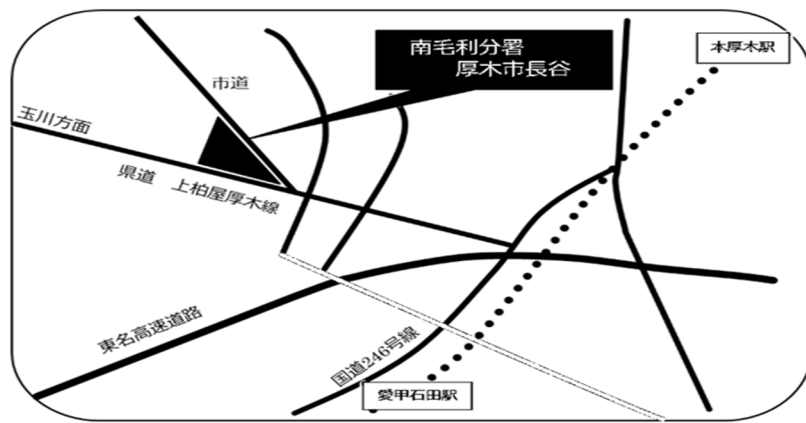 南毛利分署
厚木市長谷
本厚木駅
市道
玉川方面
県道　上柏屋厚木線
東名高速道路
国道246号線
愛甲石田駅